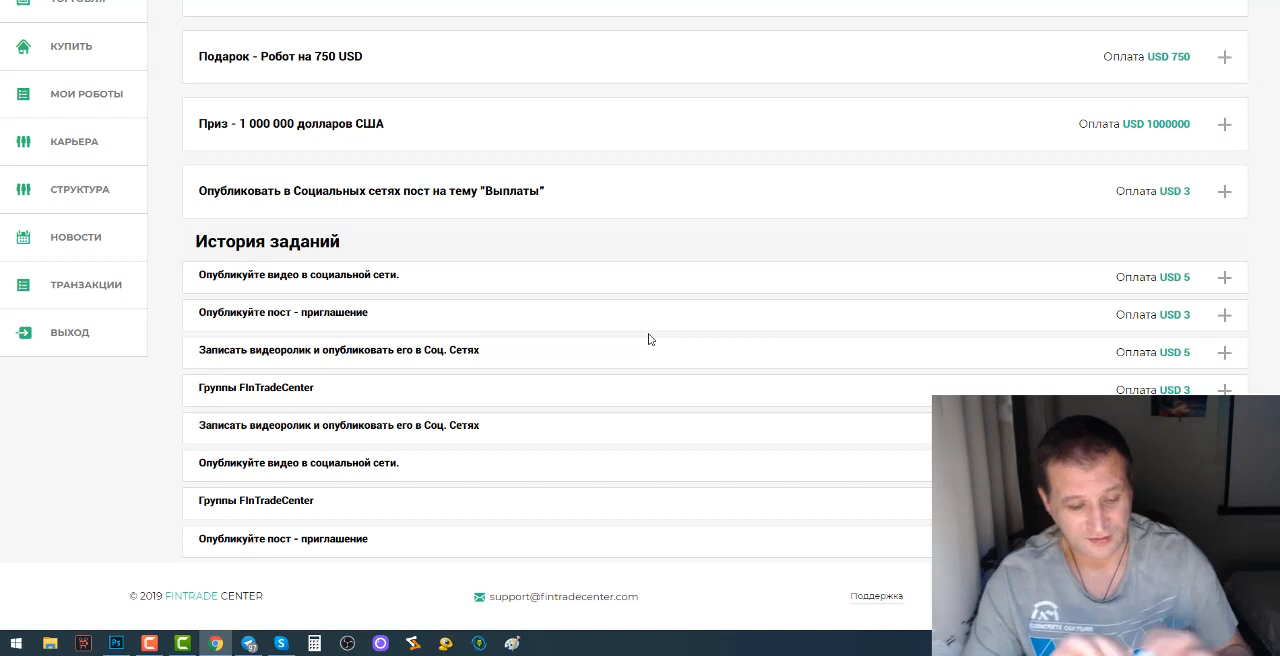 КУПИТЬ
МОИ РОБОТЫ
КАРЬЕРА
СТРУКТУРА
НОВОСТИ
ТРАНЗАКЦИИ
ВЫХОД
Подарок - Робот на 750 USD
Оплата USD 750
Приз - 1 000 000 долларов США
Оплата USD 1000000
Опубликовать в Социальных сетях пост на тему "Выплаты"
Оплата USD 3
История заданий
Опубликуйте видео в социальной сети.
Оплата USD 5
Опубликуйте пост - приглашение
Оплата USD 3
Записать видеоролик и опубликовать его в Соц. Сетях
Оплата USD 5
Группы FInTradeCenter
Оплата USD 3
Записать видеоролик и опубликовать его в Соц. Сетях
Опубликуйте видео в социальной сети.
Группы FInTradeCenter
Опубликуйте пост - приглашение
© 2019 FINTRADE CENTER
support@fintradecenter.com
Поддержка
Ps
97
CONCRETE CULTURE